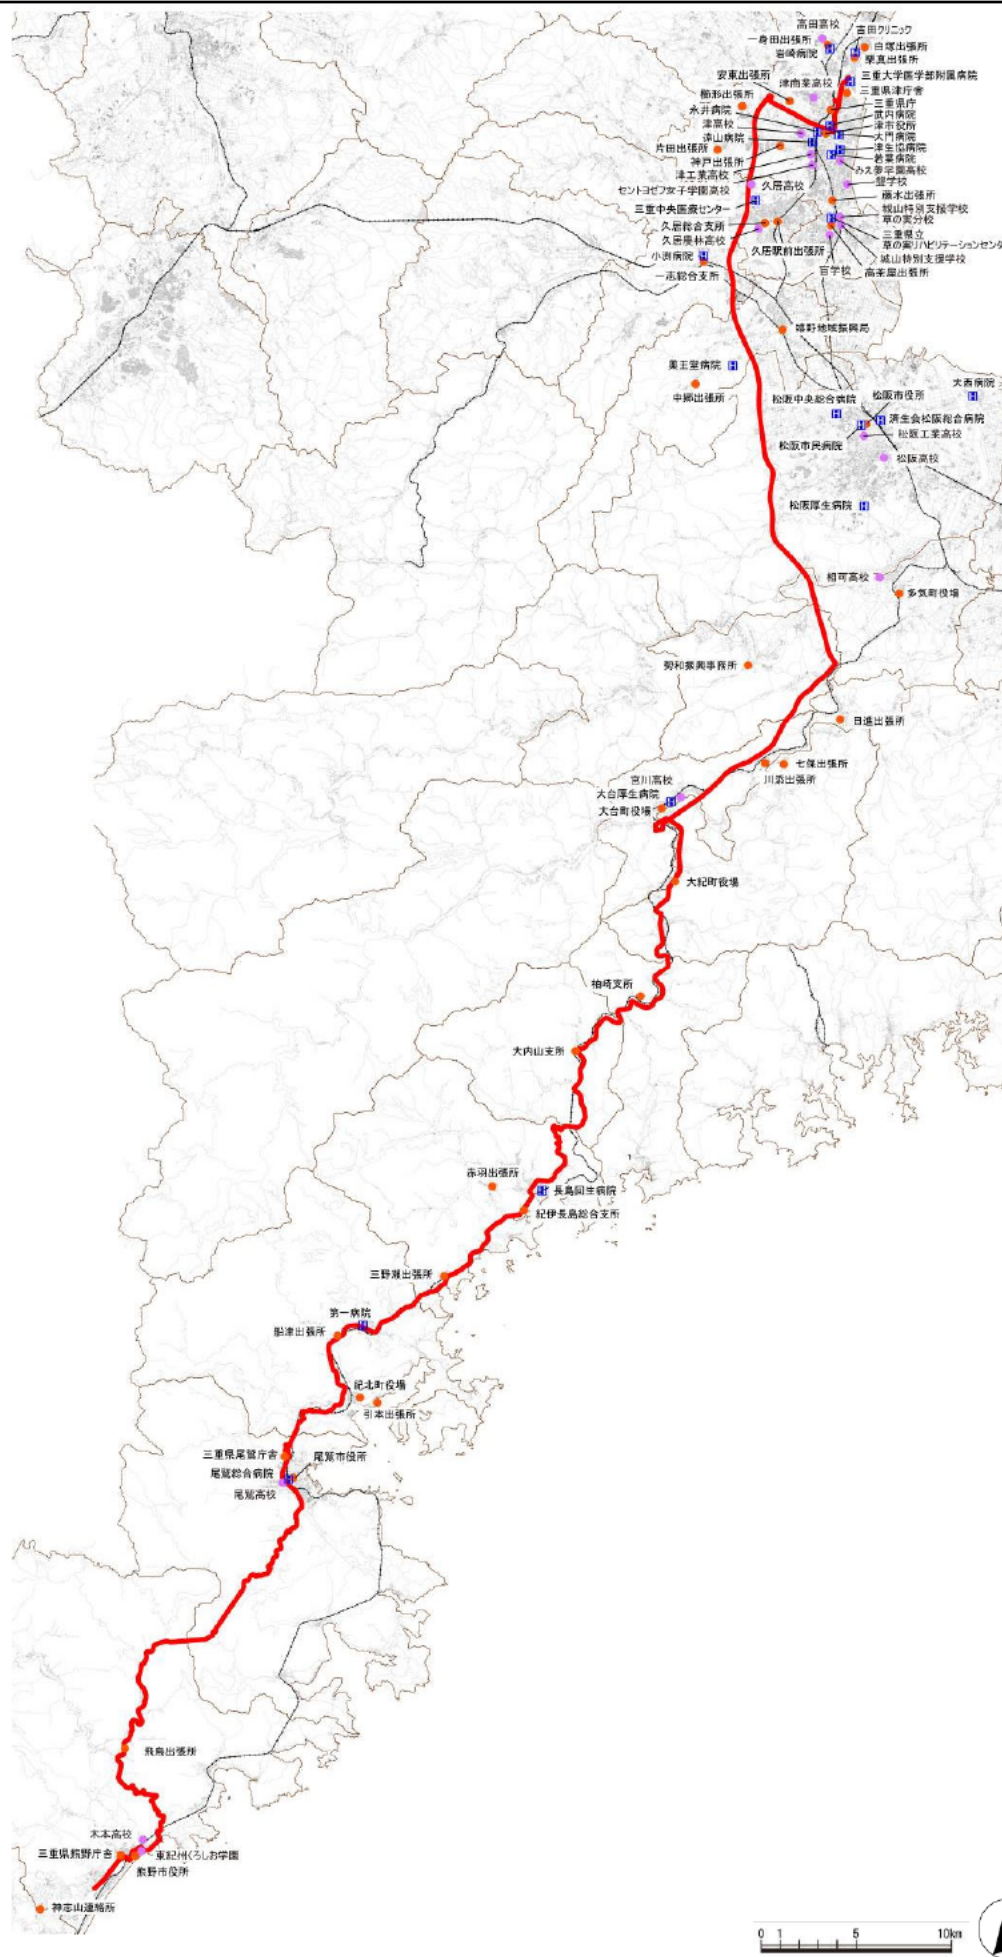 高田高校
一身田出張所
吉田クリニック
岩崎病院
白塚出張所
栗真出張所
安東出張所
津商業高校
三重大学医学部附属病院
櫛形出張所
三重県津庁舎
永井病院
三重県庁
津高校
武内病院
遠山病院
津市役所
片田出張所
大門病院
神戸出張所
津生協病院
津工業高校
若葉病院
みえ夢学園高校
セントヨゼフ女子学園高校
久居高校
聾学校
三重中央医療センター
藤水出張所
久居総合支所
城山特別支援学校
草の実分校
久居農林高校
三重県立
草の実リハビリテーションセンタ
久居駅前出張所
小渕病院
城山特別支援学校
盲学校
高茶屋出張所
一志総合支所
嬉野地域振興局
中郷出張所
大西病院
松阪中央総合病院
松阪市役所
済生会松阪総合病院
松阪市民病院
松阪工業高校
松阪高校
松阪厚生病院
相可高校
多気町役場
勢和振興事務所
日進出張所
七保出張所
川添出張所
宮川高校
大台厚生病院
大台町役場
大紀町役場
柏崎支所
大内山支所
赤羽出張所
長島回生病院
紀伊長島総合支所
三野瀬出張所
第一病院
船津出張所
紀北町役場
引本出張所
三重県尾鷲庁舎
尾鷲市役所
尾鷲総合病院
尾鷲高校
飛鳥出張所
木本高校
三重県熊野庁舎
東紀州くろしお学園
熊野市役所
神志山連絡所
0 1 5 10km